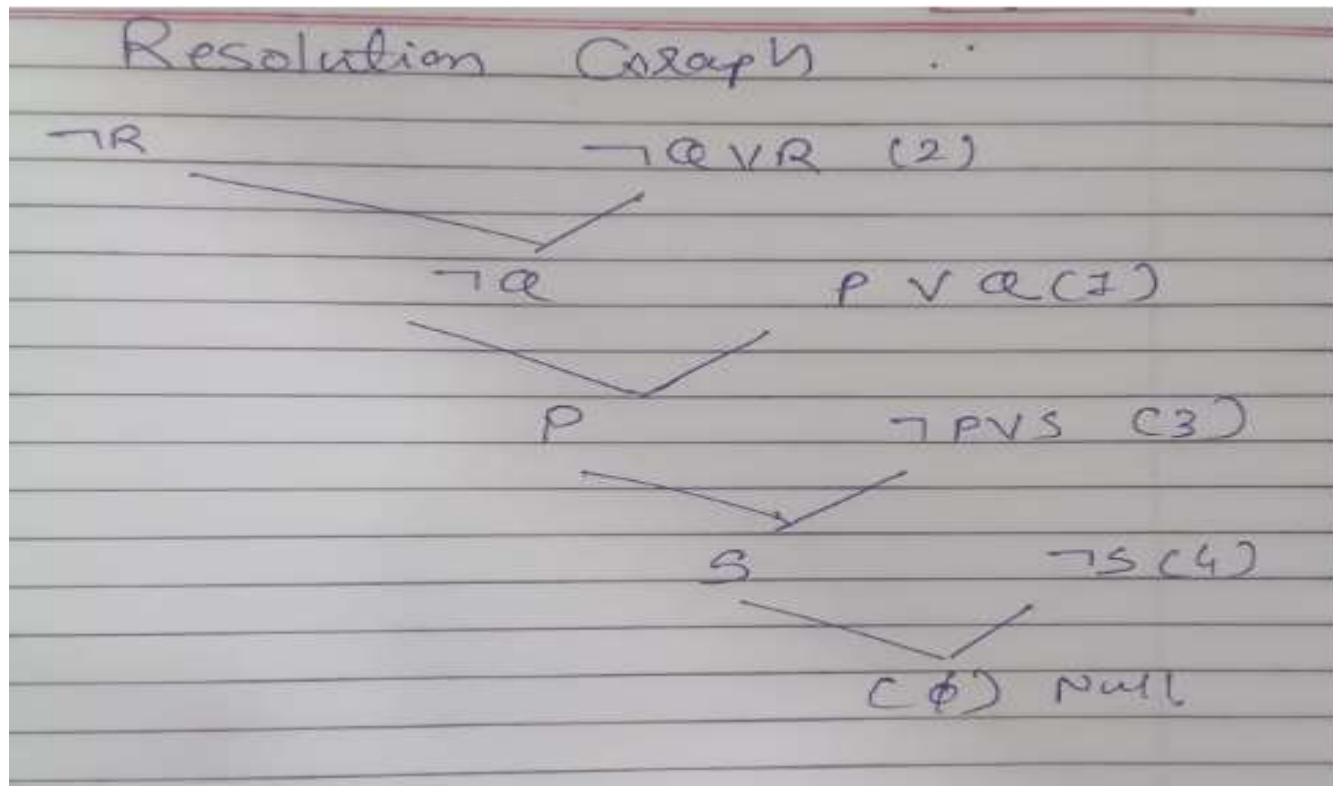 Resolution Graph :
¬R ¬Q V R (2)
¬Q P V Q (1)
P ¬P V S (3)
S ¬S (4)
(ϕ) Null